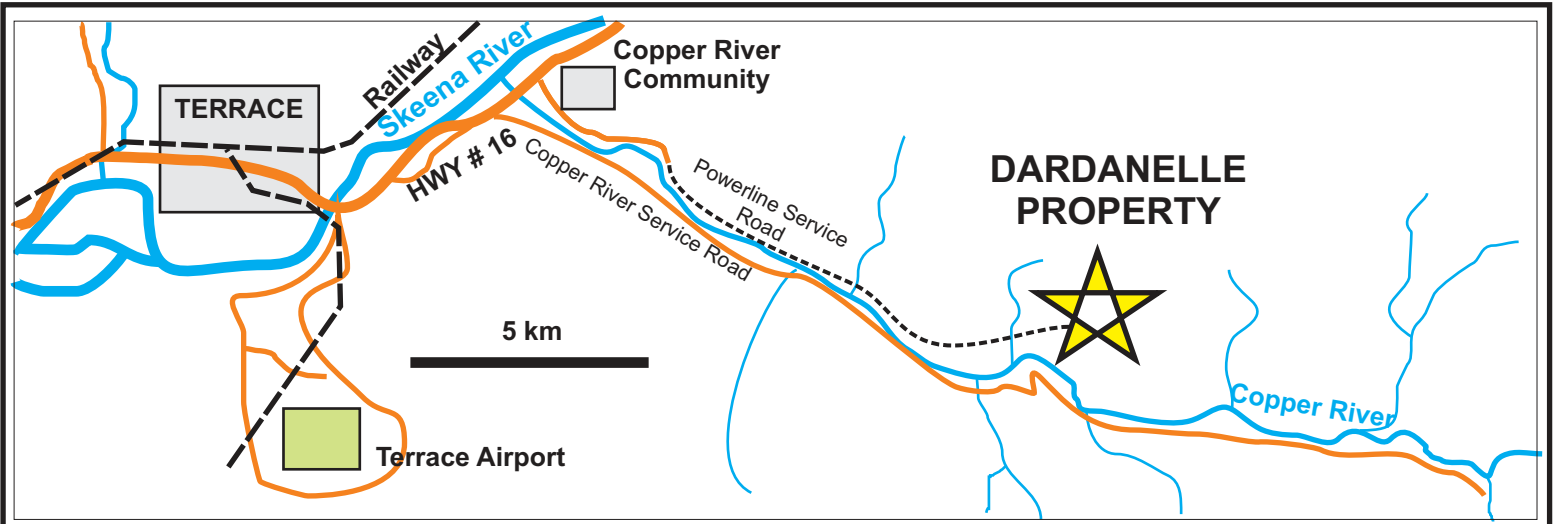 TERRACE
Railway
Skeena River
Copper River
Community
HWY # 16
Copper River Service Road
Powerline Service
Road
DARDANELLE
PROPERTY
5 km
Copper River
Terrace Airport